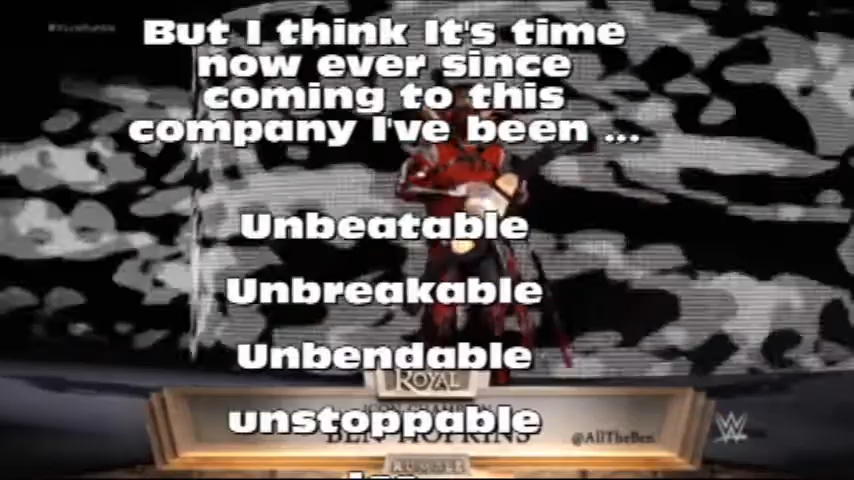 But I think It's time
now ever since
coming to this
company I've been ...
Unbeatable
Unbreakable
Unbendable
ROYAL
unstoppable
BEN HOPKINS
@AllTheBen
W
RUMBLE